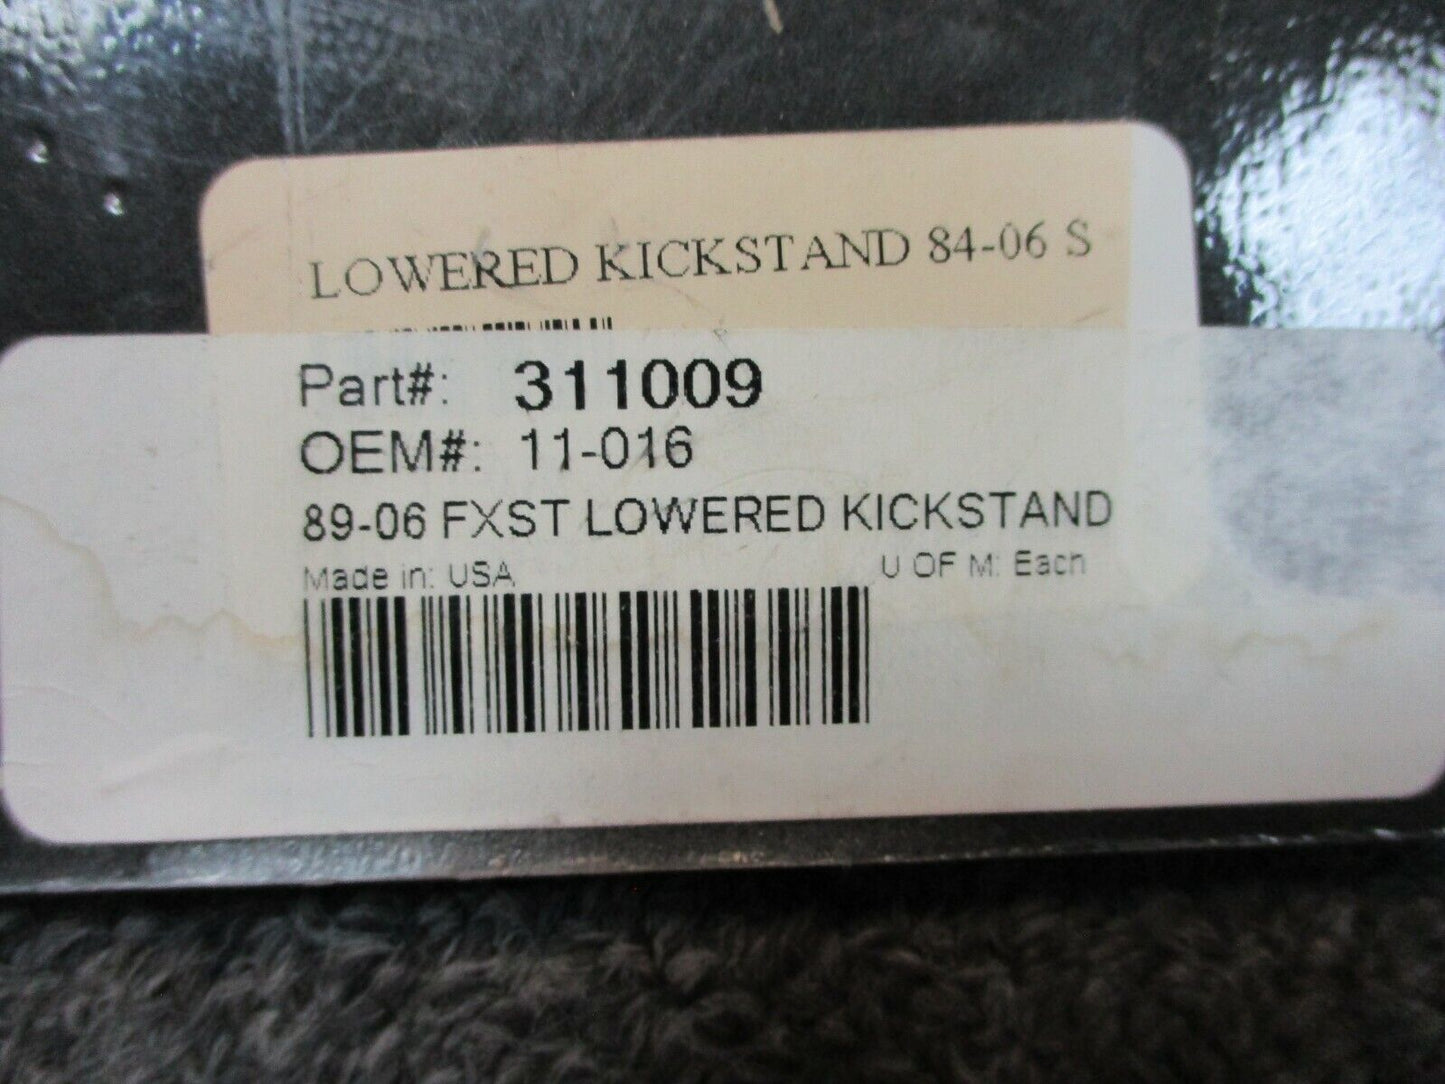 LOWERED KICKSTAND 84-06 S
Part#: 311009
OEM#: 11-016
89-06 FXST LOWERED KICKSTAND
Made in: USA U OF M: Each